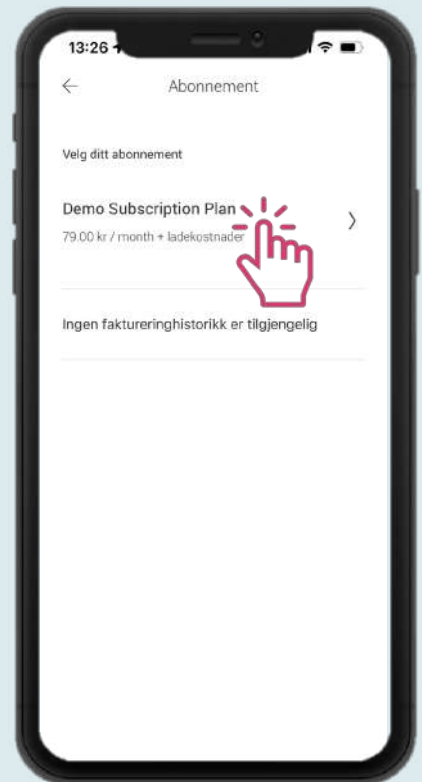 13:26
Abonnement
Velg ditt abonnement
Demo Subscription Plan
79.00 kr / month + ladekostnader
Ingen faktureringhistorikk er tilgjengelig